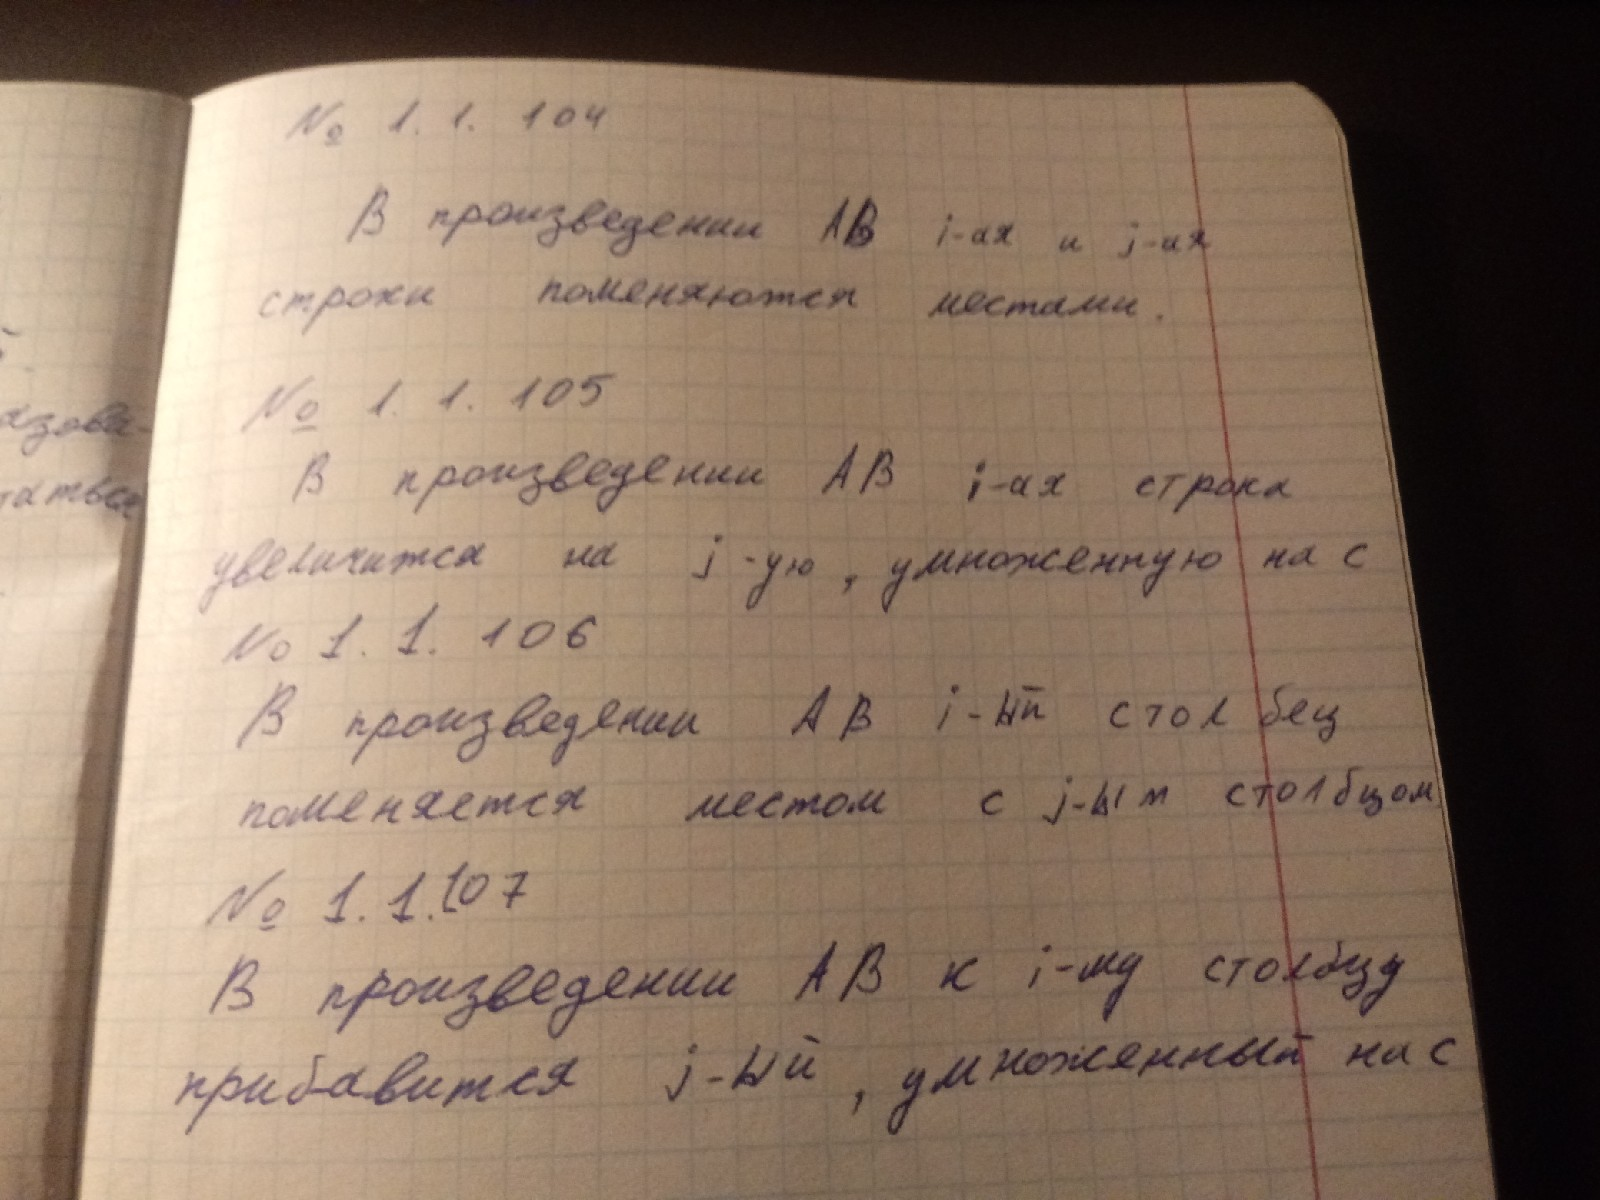 № 1.1.104
В произведении AB i-ая и j-ая
строки поменяются местами.
№ 1.1.105
В произведении AB i-ая строка
увеличится на j-ую, умноженную на c
№ 1.1.106
В произведении AB i-ый столбец
поменяется местом с j-ым столбцом
№ 1.1.107
В произведении AB к i-му столбцу
прибавится j-ый, умноженный на c